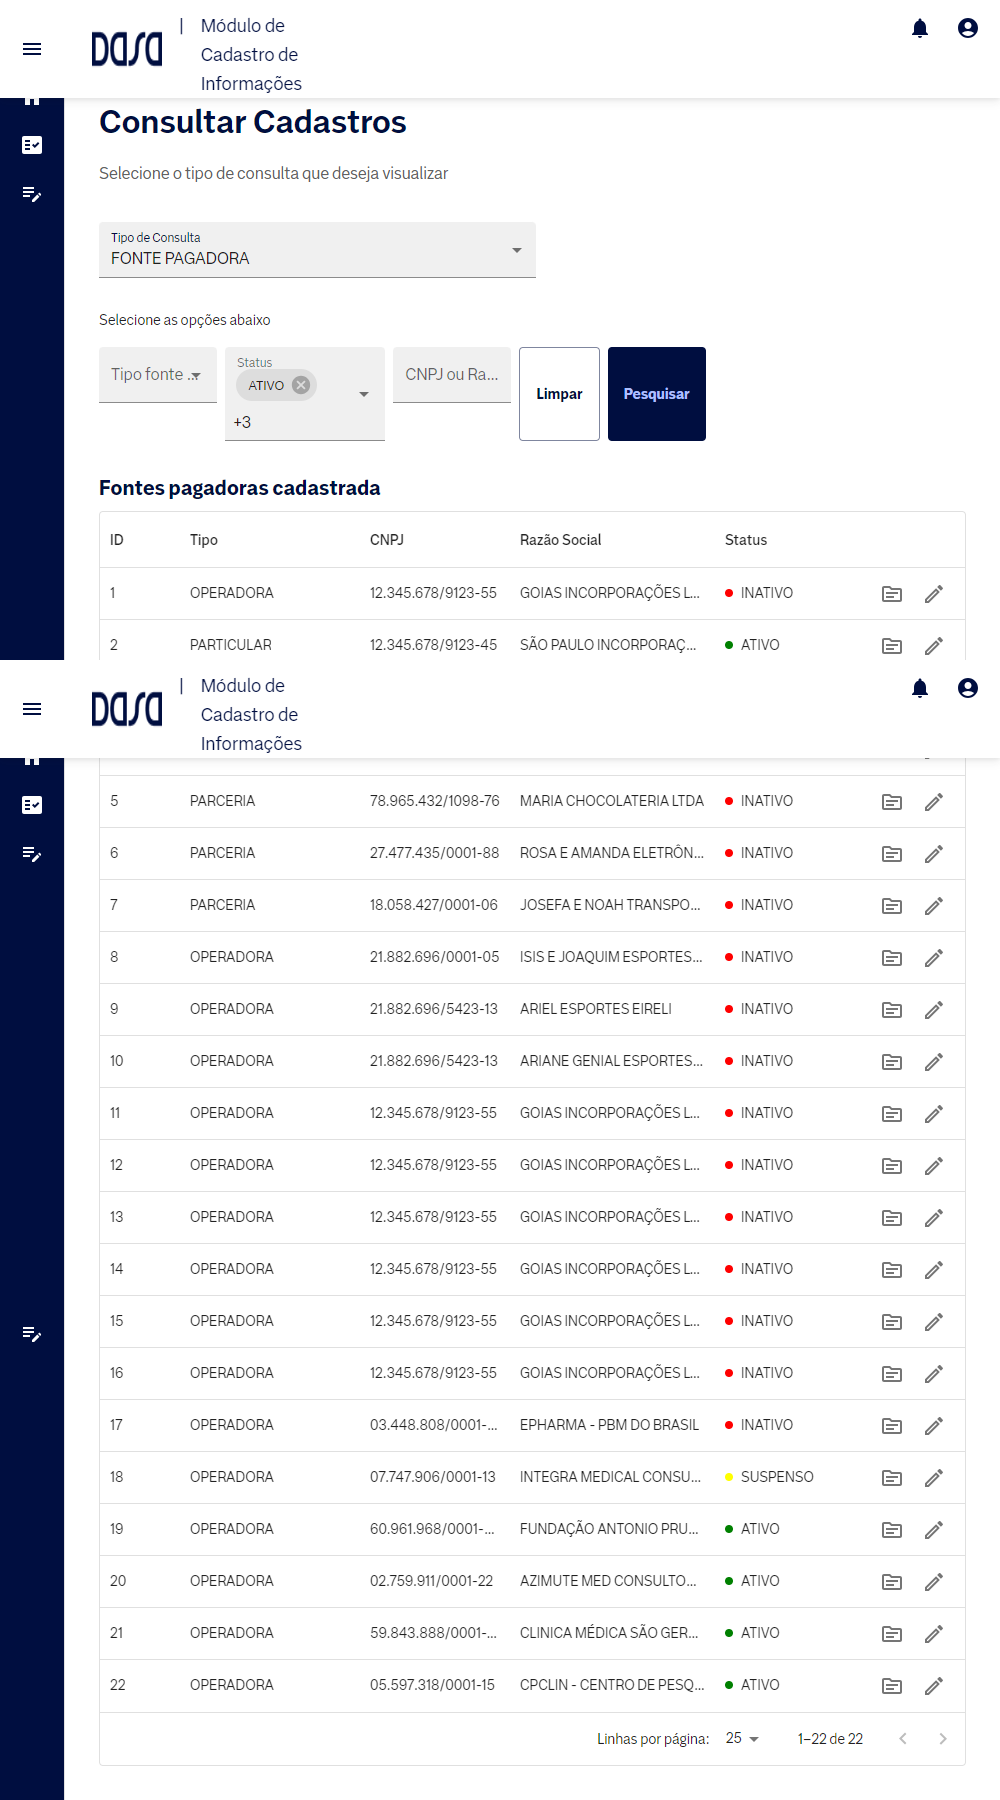 Dasa | Módulo de
Cadastro de
Informações
Consultar Cadastros
Selecione o tipo de consulta que deseja visualizar
Tipo de Consulta
FONTE PAGADORA
Selecione as opções abaixo
Tipo fonte ...
Status
ATIVO
+3
CNPJ ou Ra...
Limpar
Pesquisar
Fontes pagadoras cadastrada
ID Tipo CNPJ Razão Social Status
1 OPERADORA 12.345.678/9123-55 GOIAS INCORPORAÇÕES L... INATIVO
2 PARTICULAR 12.345.678/9123-45 SÃO PAULO INCORPORAÇ... ATIVO
Dasa | Módulo de
Cadastro de
Informações
5 PARCERIA 78.965.432/1098-76 MARIA CHOCOLATERIA LTDA INATIVO
6 PARCERIA 27.477.435/0001-88 ROSA E AMANDA ELETRÔN... INATIVO
7 PARCERIA 18.058.427/0001-06 JOSEFA E NOAH TRANSPO... INATIVO
8 OPERADORA 21.882.696/0001-05 ISIS E JOAQUIM ESPORTES... INATIVO
9 OPERADORA 21.882.696/5423-13 ARIEL ESPORTES EIRELI INATIVO
10 OPERADORA 21.882.696/5423-13 ARIANE GENIAL ESPORTES... INATIVO
11 OPERADORA 12.345.678/9123-55 GOIAS INCORPORAÇÕES L... INATIVO
12 OPERADORA 12.345.678/9123-55 GOIAS INCORPORAÇÕES L... INATIVO
13 OPERADORA 12.345.678/9123-55 GOIAS INCORPORAÇÕES L... INATIVO
14 OPERADORA 12.345.678/9123-55 GOIAS INCORPORAÇÕES L... INATIVO
15 OPERADORA 12.345.678/9123-55 GOIAS INCORPORAÇÕES L... INATIVO
16 OPERADORA 12.345.678/9123-55 GOIAS INCORPORAÇÕES L... INATIVO
17 OPERADORA 03.448.808/0001-... EPHARMA - PBM DO BRASIL INATIVO
18 OPERADORA 07.747.906/0001-13 INTEGRA MEDICAL CONSU... SUSPENSO
19 OPERADORA 60.961.968/0001-... FUNDAÇÃO ANTONIO PRU... ATIVO
20 OPERADORA 02.759.911/0001-22 AZIMUTE MED CONSULTO... ATIVO
21 OPERADORA 59.843.888/0001-... CLINICA MÉDICA SÃO GER... ATIVO
22 OPERADORA 05.597.318/0001-15 CPCLIN - CENTRO DE PESQ... ATIVO
Linhas por página: 25 1–22 de 22